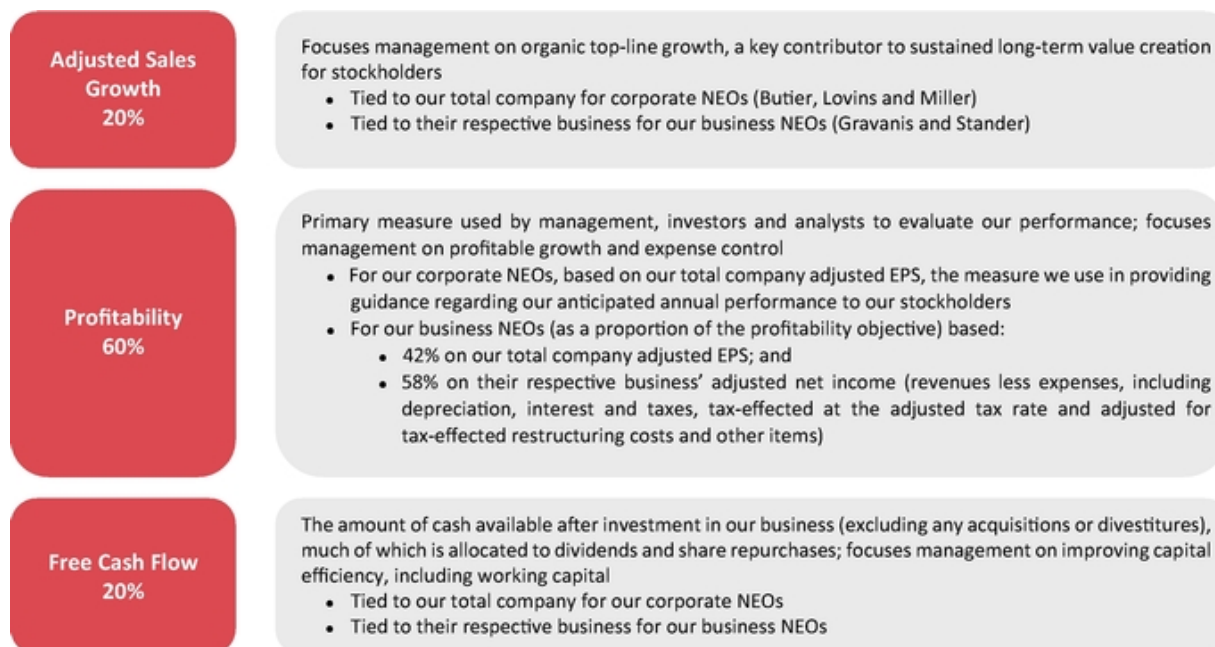 Adjusted Sales
Growth
20%
Focuses management on organic top-line growth, a key contributor to sustained long-term value creation
for stockholders
• Tied to our total company for corporate NEOs (Butier, Lovins and Miller)
• Tied to their respective business for our business NEOs (Gravanis and Stander)
Profitability
60%
Primary measure used by management, investors and analysts to evaluate our performance; focuses
management on profitable growth and expense control
• For our corporate NEOs, based on our total company adjusted EPS, the measure we use in providing
guidance regarding our anticipated annual performance to our stockholders
• For our business NEOs (as a proportion of the profitability objective) based:
• 42% on our total company adjusted EPS; and
• 58% on their respective business’ adjusted net income (revenues less expenses, including
depreciation, interest and taxes, tax-effected at the adjusted tax rate and adjusted for
tax-effected restructuring costs and other items)
Free Cash Flow
20%
The amount of cash available after investment in our business (excluding any acquisitions or divestitures),
much of which is allocated to dividends and share repurchases; focuses management on improving capital
efficiency, including working capital
• Tied to our total company for our corporate NEOs
• Tied to their respective business for our business NEOs